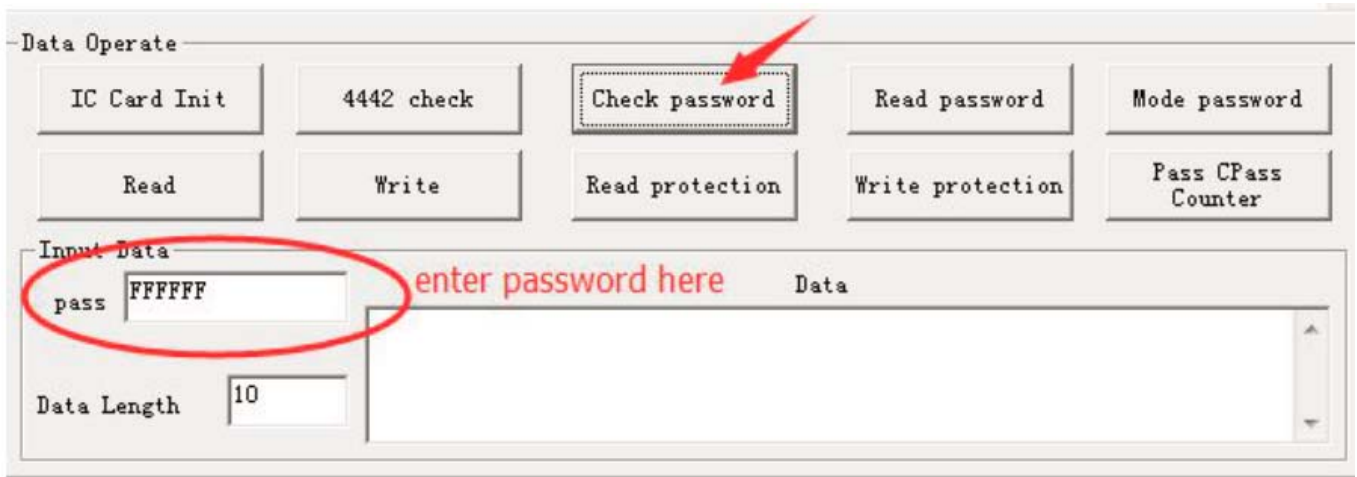 Data Operate
IC Card Init
4442 check
Check password
Read password
Mode password
Read
Write
Read protection
Write protection
Pass CPass
Counter
Input Data
pass
FFFFFF
enter password here
Data
Data Length
10